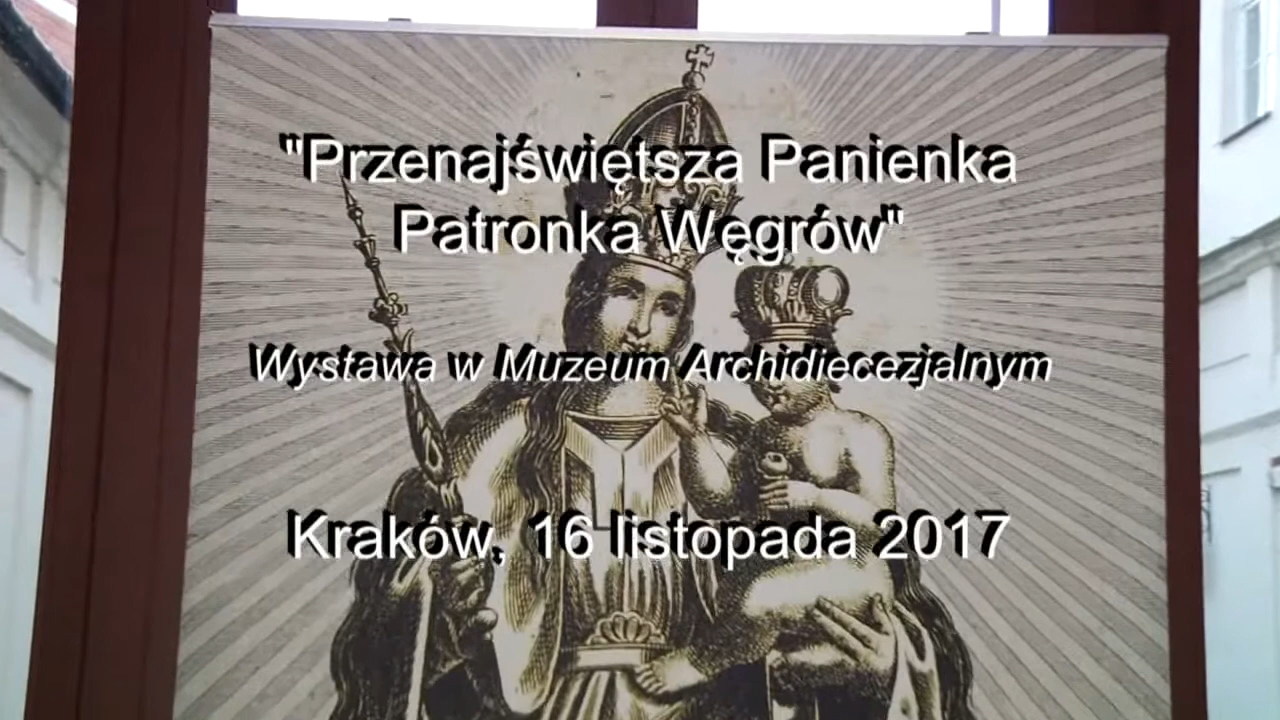 "Przenajświętsza Panienka
Patronka Węgrów"
Wystawa w Muzeum Archidiecezjalnym
Kraków, 16 listopada 2017